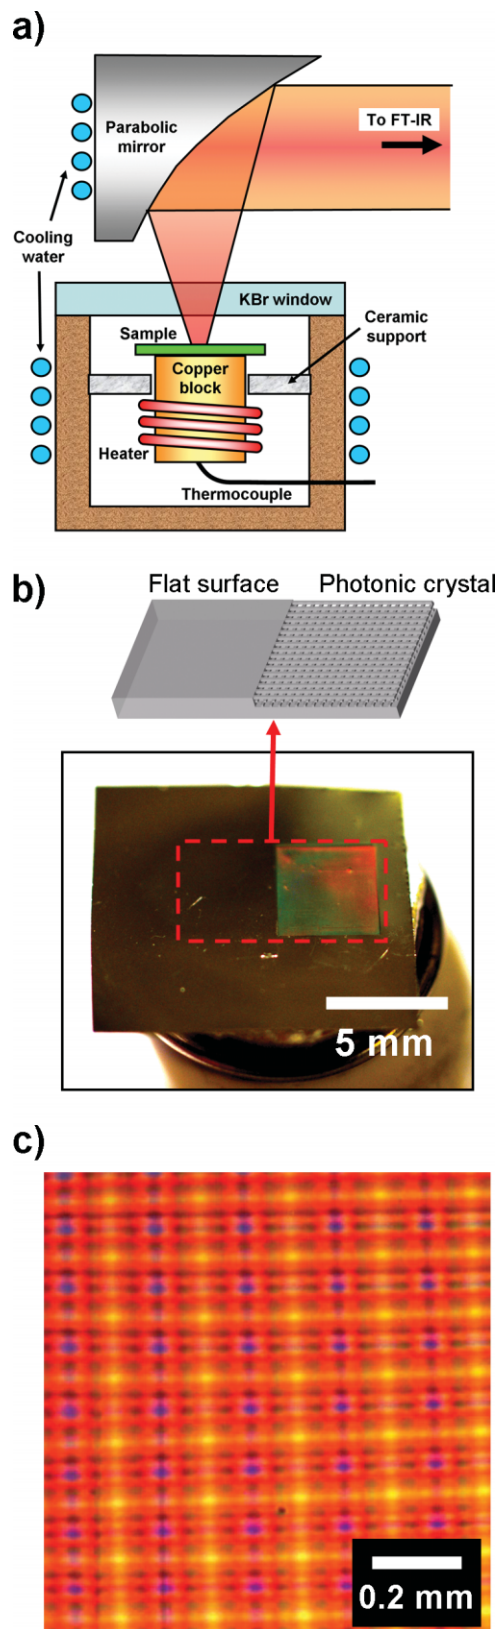 a)
Parabolic
mirror
To FT-IR
Cooling
water
KBr window
Sample
Ceramic
support
Copper
block
Heater
Thermocouple
b)
Flat surface
Photonic crystal
5 mm
c)
0.2 mm